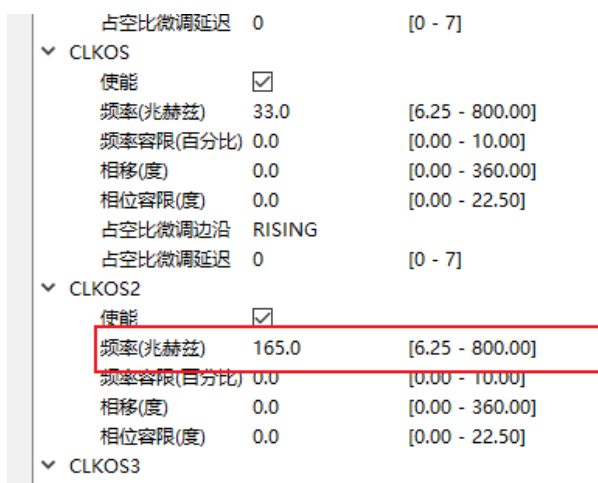 占空比微调延迟 0 [0 - 7]
CLKOS
使能
频率(兆赫兹) 33.0 [6.25 - 800.00]
频率容限(百分比) 0.0 [0.00 - 10.00]
相移(度) 0.0 [0.00 - 360.00]
相位容限(度) 0.0 [0.00 - 22.50]
占空比微调边沿 RISING
占空比微调延迟 0 [0 - 7]
CLKOS2
使能
频率(兆赫兹) 165.0 [6.25 - 800.00]
频率容限(百分比) 0.0 [0.00 - 10.00]
相移(度) 0.0 [0.00 - 360.00]
相位容限(度) 0.0 [0.00 - 22.50]
CLKOS3